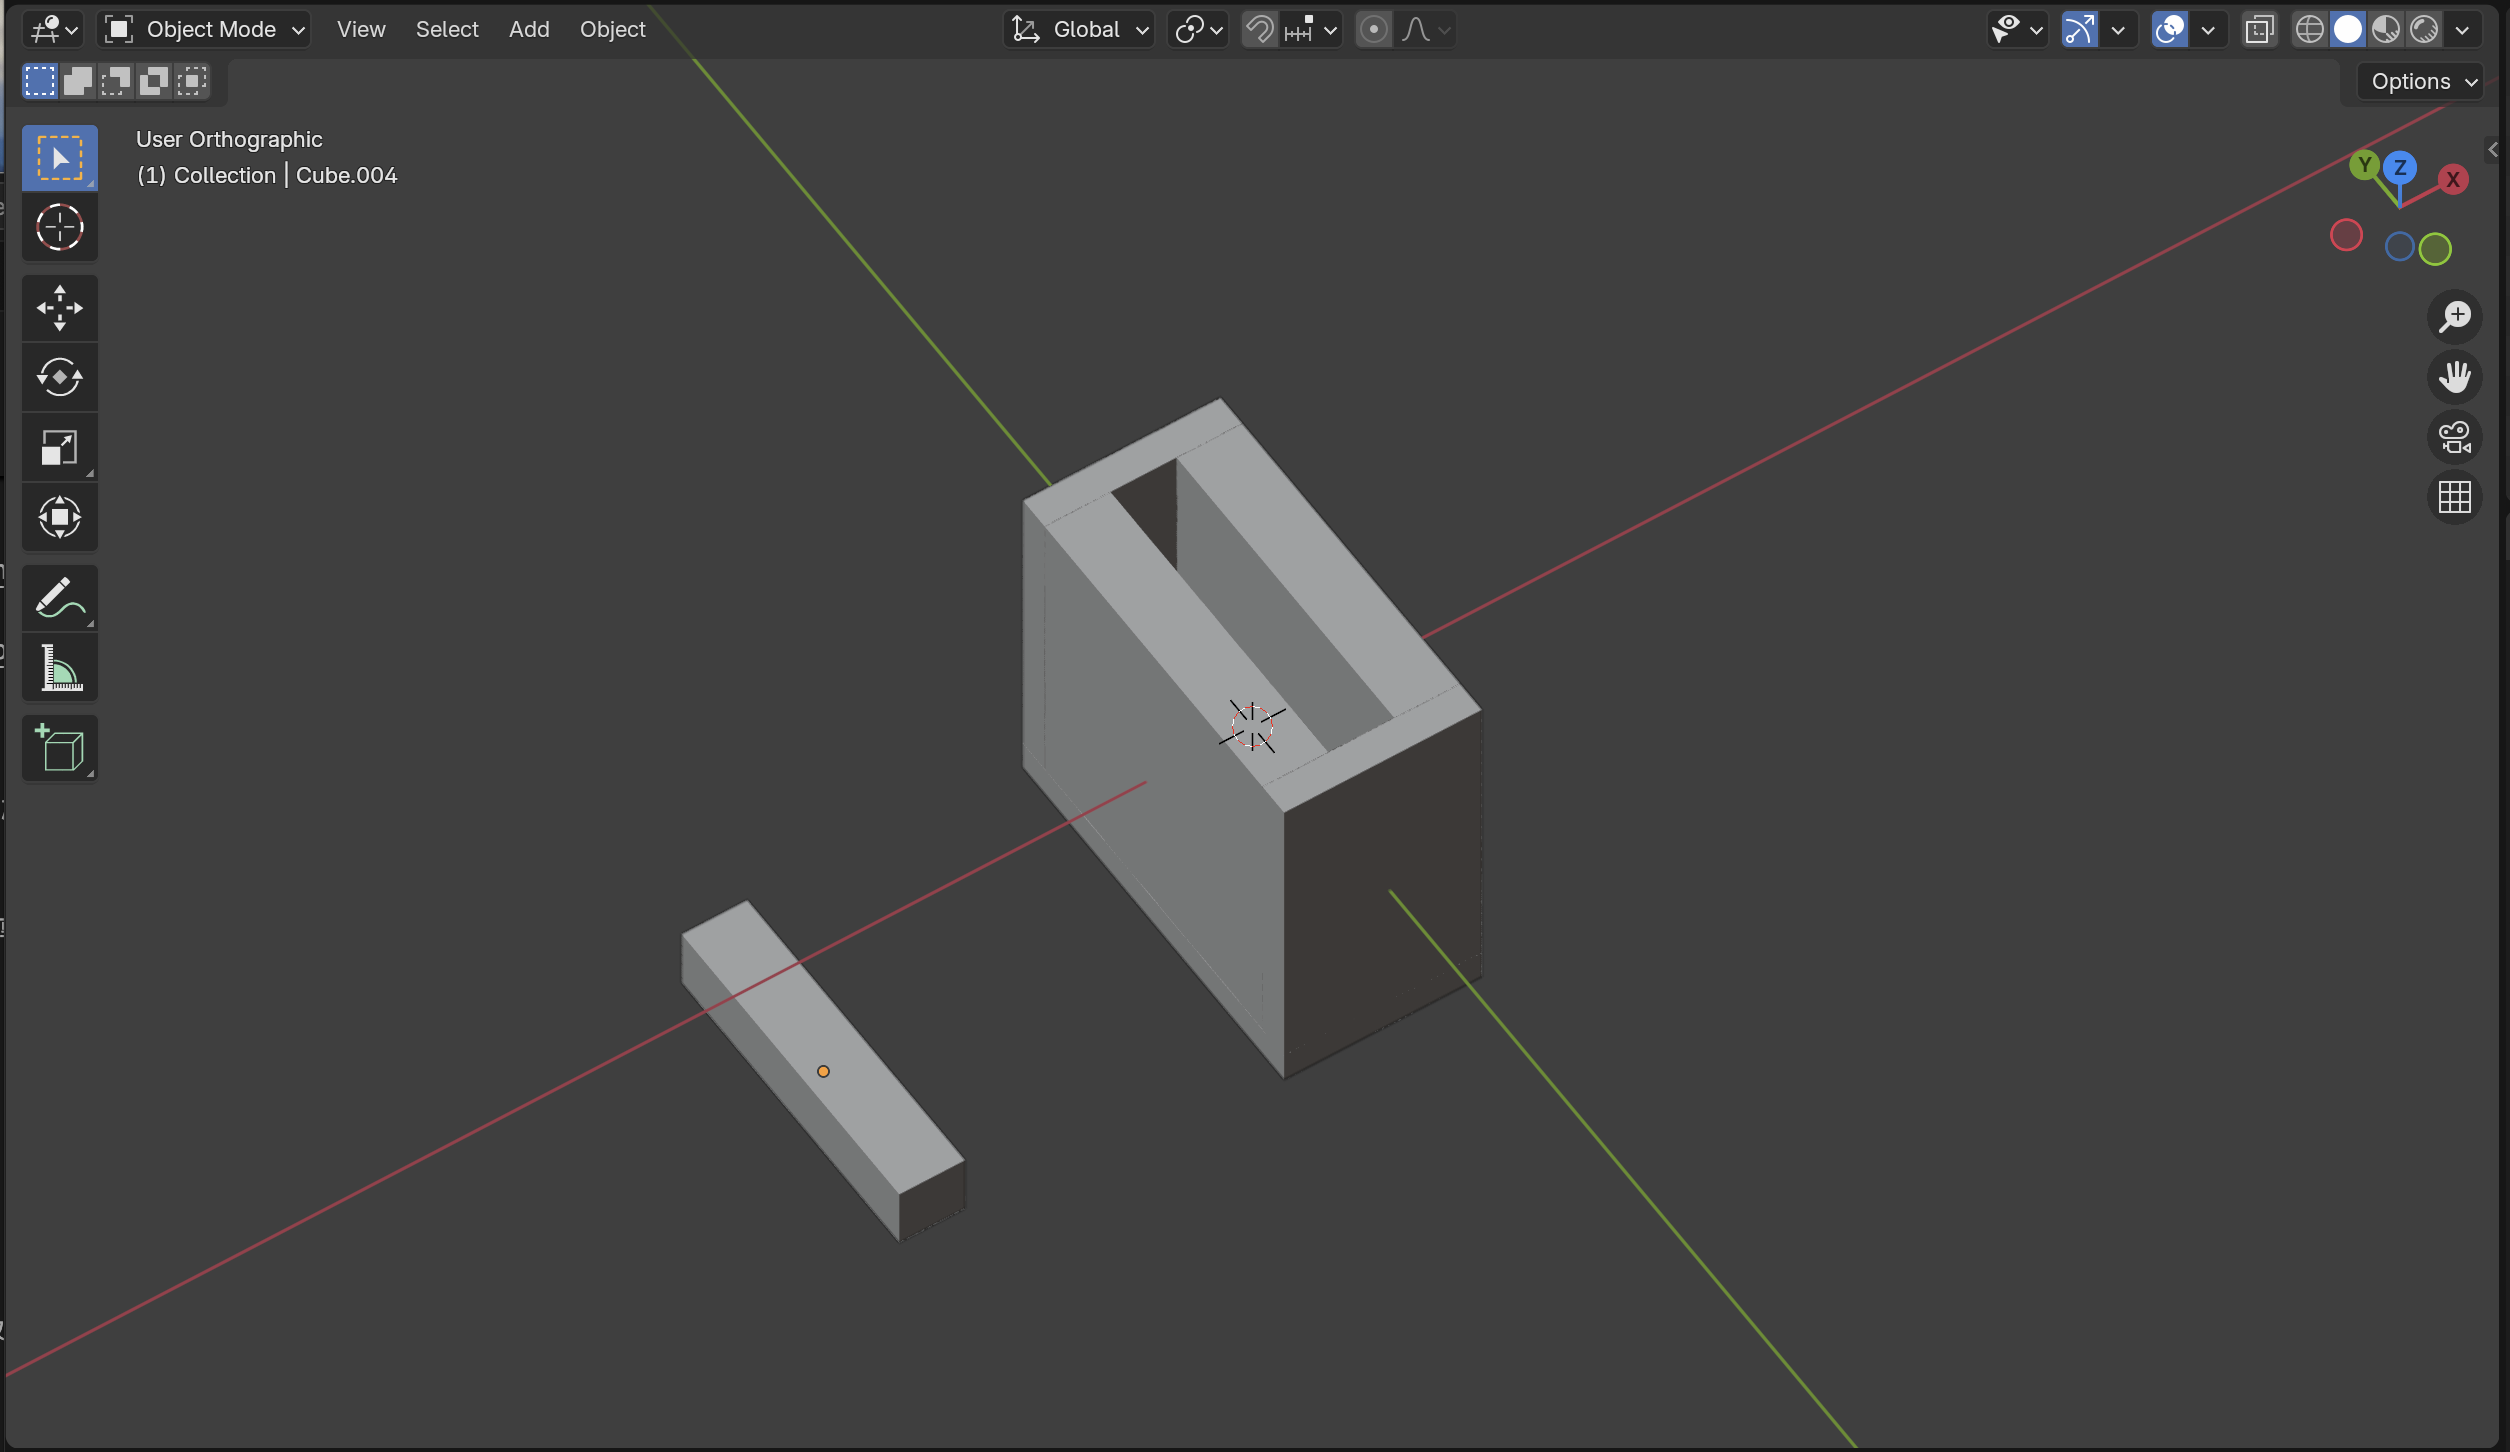 Object Mode View Select Add Object Global
Options
User Orthographic
(1) Collection | Cube.004
Y Z X